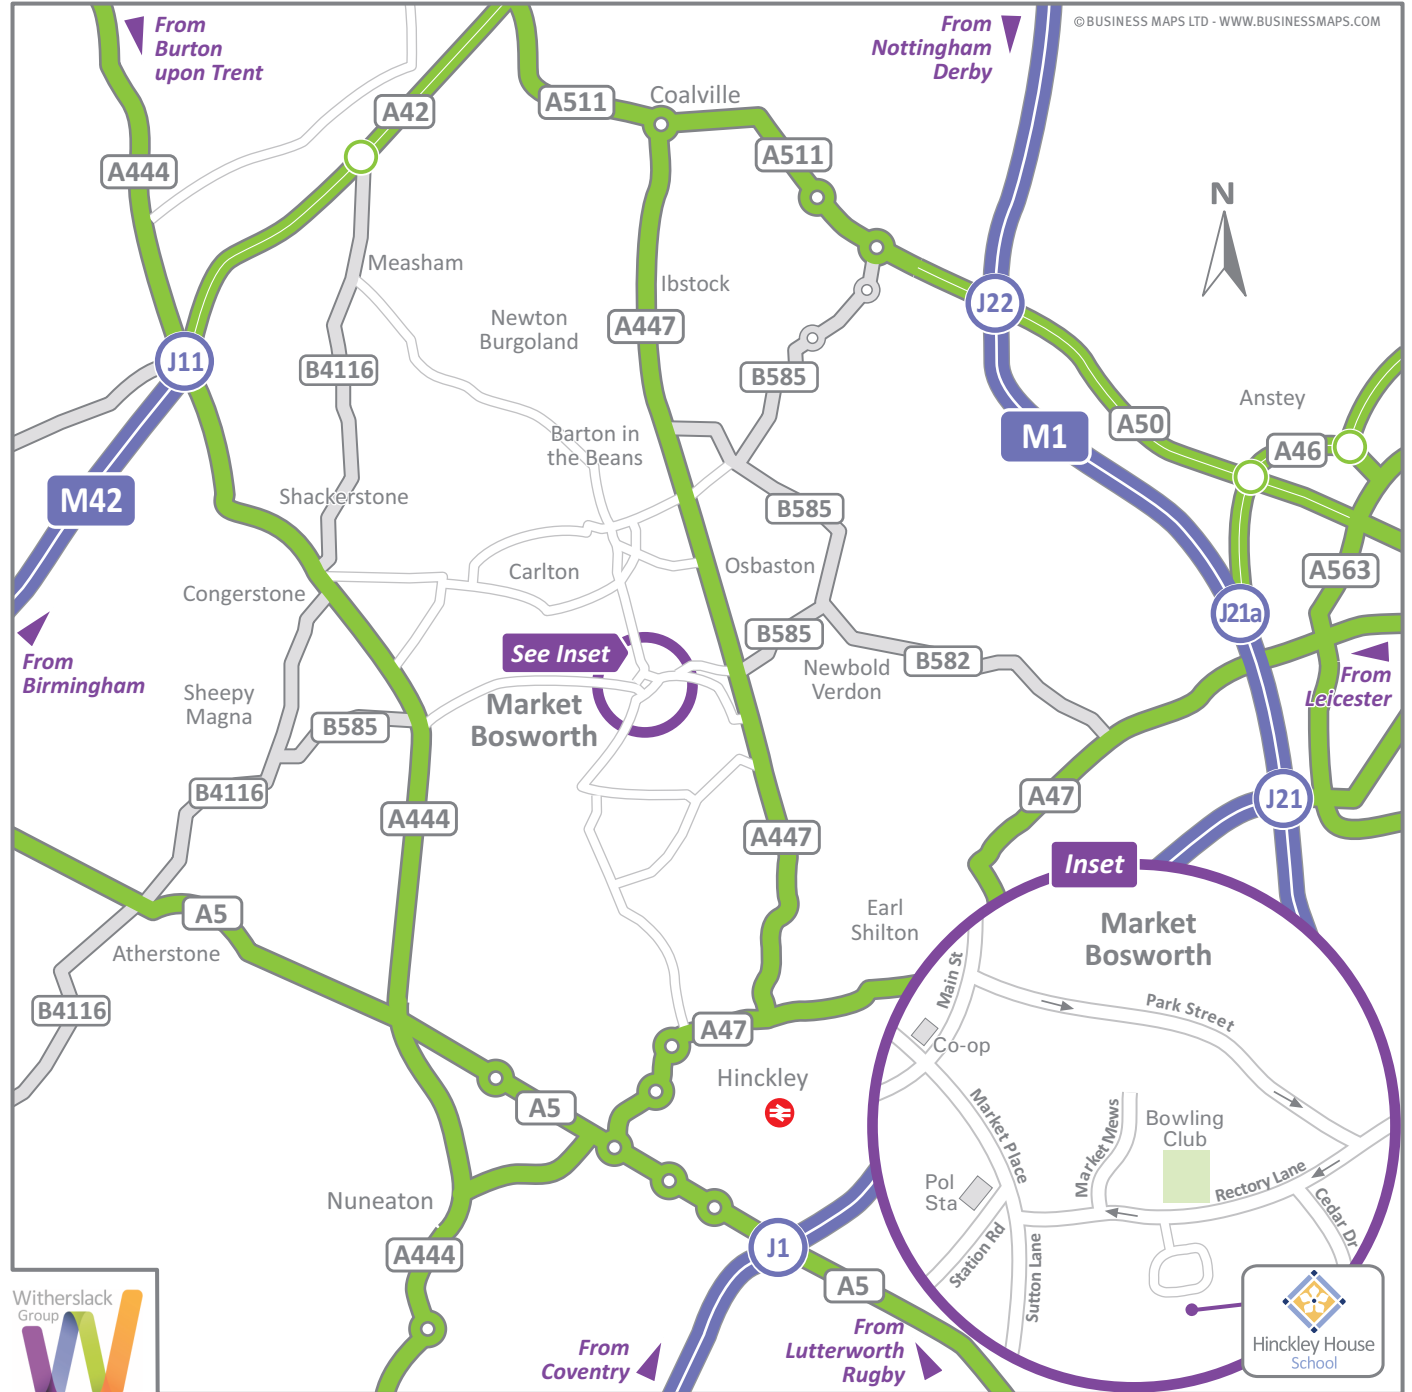 From
Burton
upon Trent
From
Nottingham
Derby
© BUSINESS MAPS LTD - WWW.BUSINESSMAPS.COM
A42
A511
Coalville
A511
A444
N
Measham
Ibstock
J22
Newton
Burgoland
A447
J11
B4116
B585
Anstey
A50
M1
A46
Barton in
the Beans
M42
Shackerstone
B585
Carlton
Osbaston
A563
Congerstone
J21a
B585
See Inset
Newbold
Verdon
B582
From
Birmingham
From
Leicester
Sheepy
Magna
Market
Bosworth
B585
B4116
A47
J21
A444
A447
Inset
A5
Earl
Shilton
Market
Bosworth
Atherstone
Main St
Park Street
B4116
A47
Co-op
Hinckley
A5
Market Place
Market Mews
Bowling
Club
Rectory Lane
Pol
Sta
Cedar Dr
Nuneaton
Station Rd
Sutton Lane
A444
J1
A5
Witherslack
Group
From
Coventry
From
Lutterworth
Rugby
Hinckley House
School